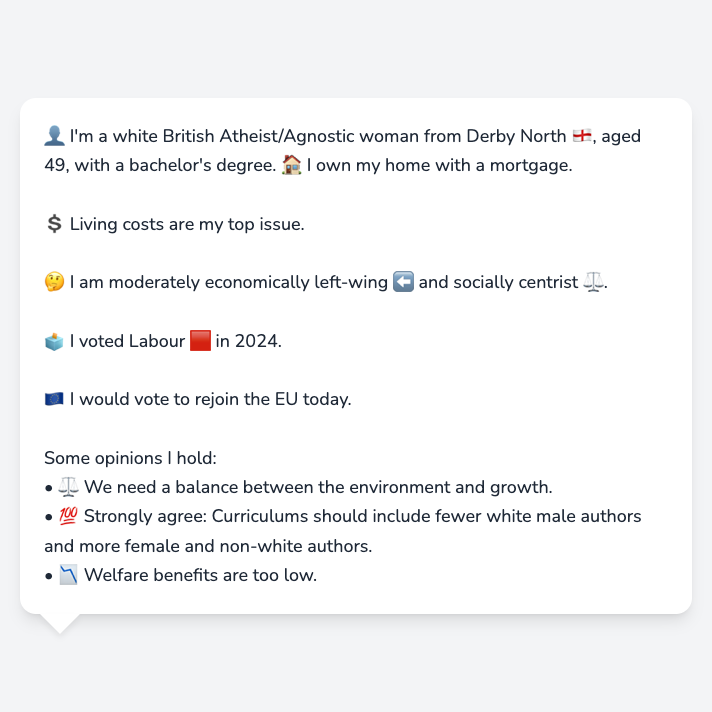 👤 I'm a white British Atheist/Agnostic woman from Derby North 🏴󠁧󠁢󠁥󠁮󠁧󠁿, aged
49, with a bachelor's degree. 🏠 I own my home with a mortgage.
💲 Living costs are my top issue.
🤔 I am moderately economically left-wing ⬅️ and socially centrist ⚖️.
🗳️ I voted Labour 🟥 in 2024.
🇪🇺 I would vote to rejoin the EU today.
Some opinions I hold:
• ⚖️ We need a balance between the environment and growth.
• 💯 Strongly agree: Curriculums should include fewer white male authors
and more female and non-white authors.
• 📉 Welfare benefits are too low.